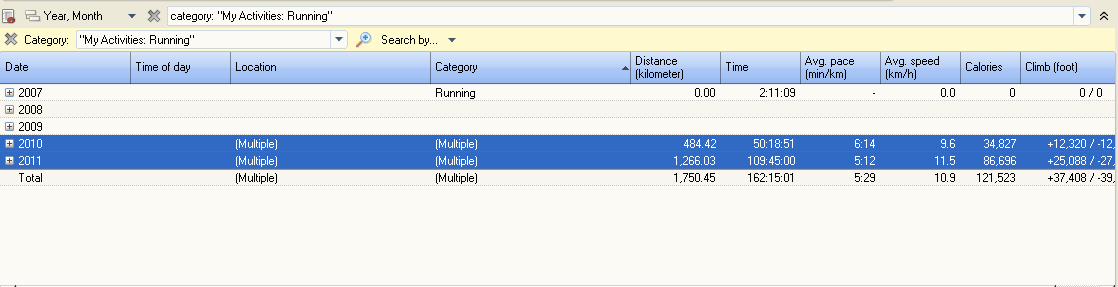 Year, Month category: "My Activities: Running"
Category: "My Activities: Running" Search by...
Date Time of day Location Category Distance (kilometer) Time Avg. pace (min/km) Avg. speed (km/h) Calories Climb (foot)
2007 Running 0.00 2:11:09 - 0.0 0 0 / 0
2008
2009
2010 (Multiple) (Multiple) 484.42 50:18:51 6:14 9.6 34,827 +12,320 / -12,
2011 (Multiple) (Multiple) 1,266.03 109:45:00 5:12 11.5 86,696 +25,088 / -27,
Total (Multiple) (Multiple) 1,750.45 162:15:01 5:29 10.9 121,523 +37,408 / -39,